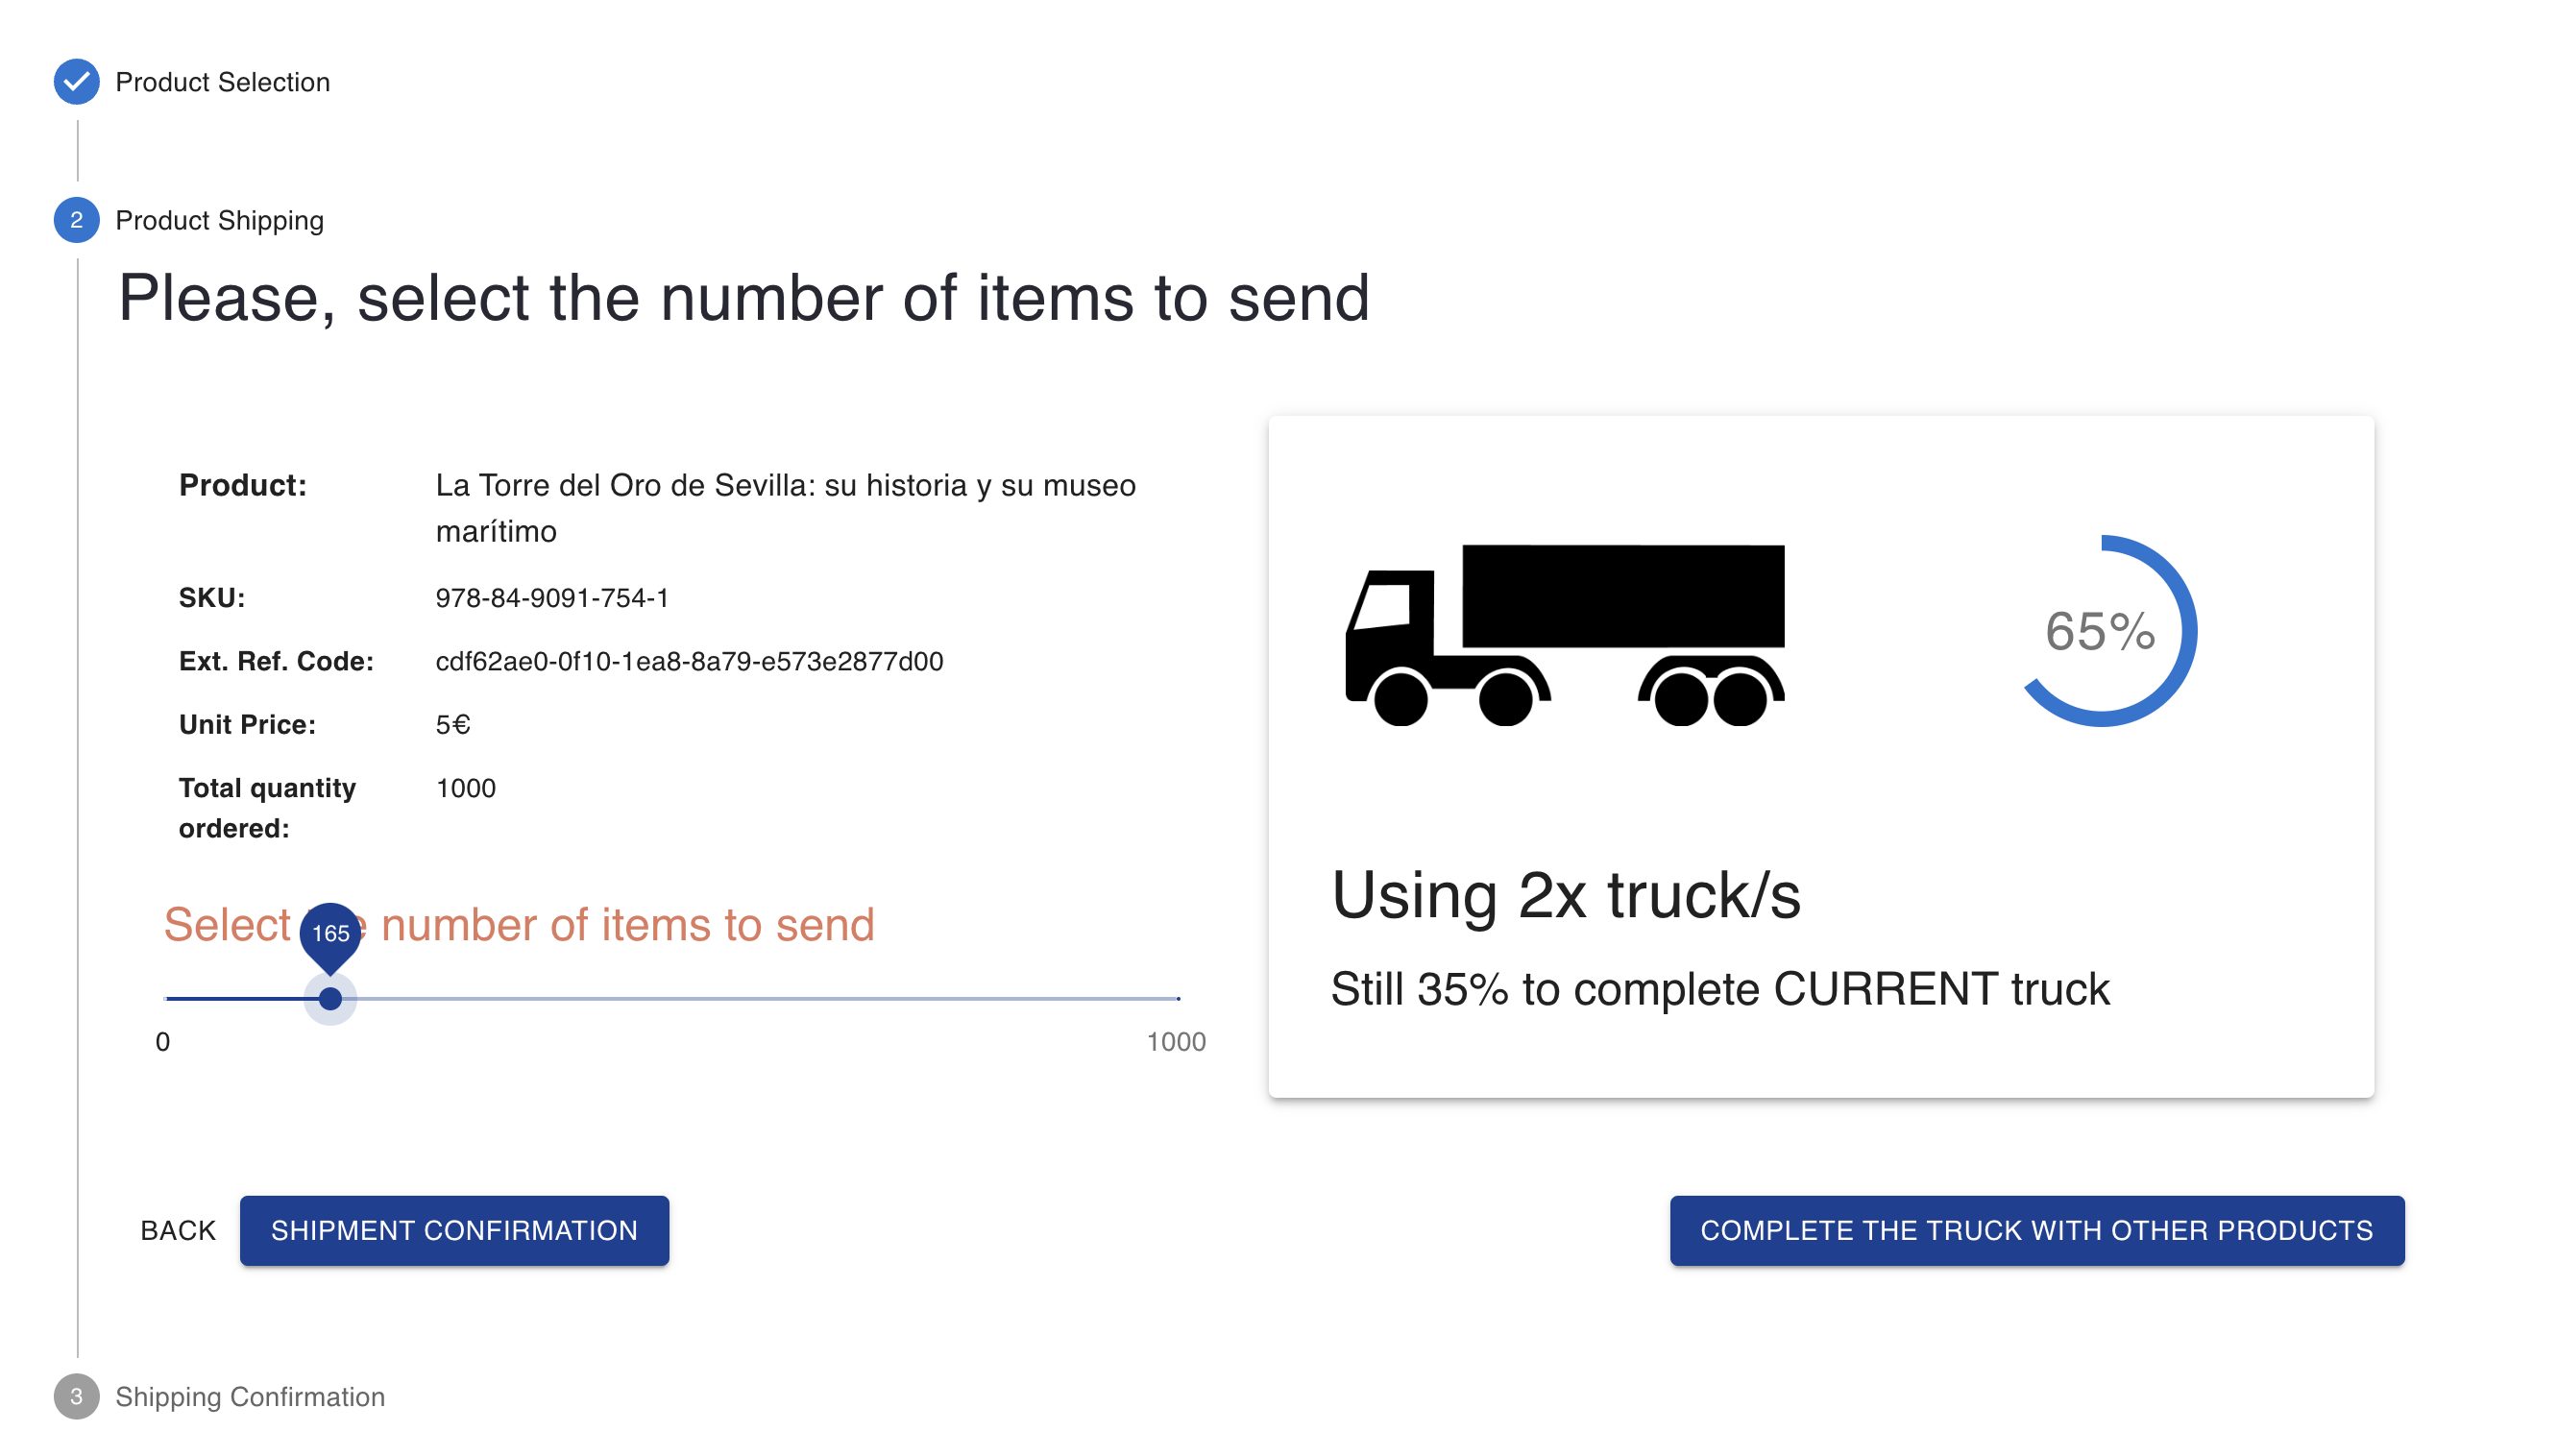 Product Selection
2 Product Shipping
Please, select the number of items to send
Product: La Torre del Oro de Sevilla: su historia y su museo
marítimo
SKU: 978-84-9091-754-1
Ext. Ref. Code: cdf62ae0-0f10-1ea8-8a79-e573e2877d00
Unit Price: 5€
Total quantity 1000
ordered:
Select number of items to send
165
0 1000
65%
Using 2x truck/s
Still 35% to complete CURRENT truck
BACK SHIPMENT CONFIRMATION COMPLETE THE TRUCK WITH OTHER PRODUCTS
3 Shipping Confirmation